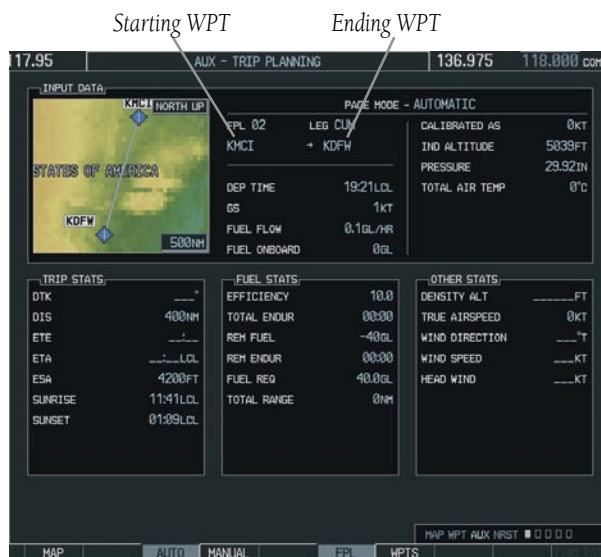 Starting WPT Ending WPT
17.95 AUX - TRIP PLANNING 136.975 118.000 COM
INPUT DATA
KMCI NORTH UP
STATES OF AMERICA
KDFW
500NM
PAGE MODE - AUTOMATIC
FPL 02 LEG CUM
KMCI → KDFW
DEP TIME 19:21LCL
GS 1KT
FUEL FLOW 0.1GL/HR
FUEL ONBOARD 0GL
CALIBRATED AS 0KT
IND ALTITUDE 5039FT
PRESSURE 29.92IN
TOTAL AIR TEMP 0°C
TRIP STATS
DTK ___°
DIS 400NM
ETE __:__
ETA __:__LCL
ESA 4200FT
SUNRISE 11:41LCL
SUNSET 01:09LCL
FUEL STATS
EFFICIENCY 10.0
TOTAL ENDUR 00:00
REM FUEL -40GL
REM ENDUR 00:00
FUEL REQ 40.0GL
TOTAL RANGE 0NM
OTHER STATS
DENSITY ALT ______FT
TRUE AIRSPEED 0KT
WIND DIRECTION ___°T
WIND SPEED ___KT
HEAD WIND ___KT
MAP WPT AUX NRST
MAP AUTO MANUAL FPL WPTS